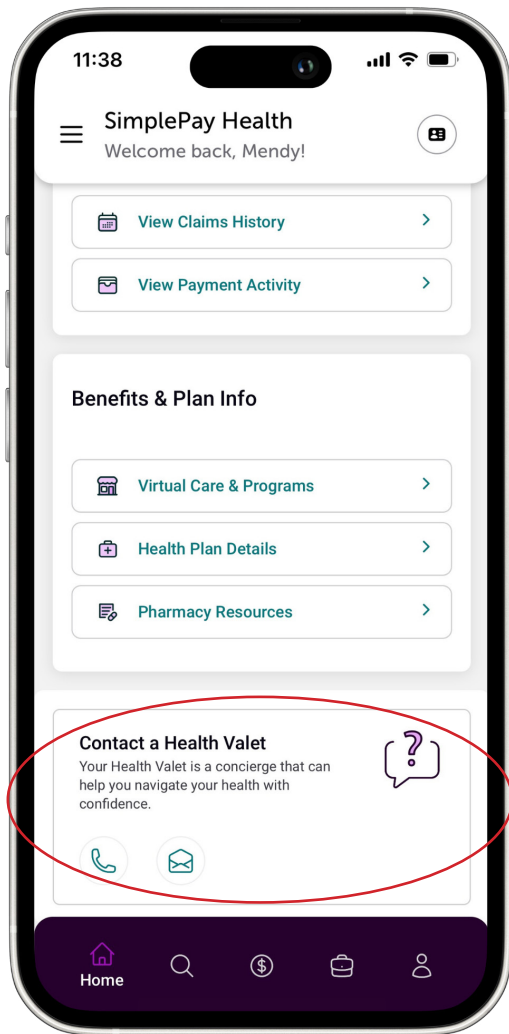 11:38
SimplePay Health
Welcome back, Mendy!
View Claims History
View Payment Activity
Benefits & Plan Info
Virtual Care & Programs
Health Plan Details
Pharmacy Resources
Contact a Health Valet
Your Health Valet is a concierge that can
help you navigate your health with
confidence.
?
$
Home